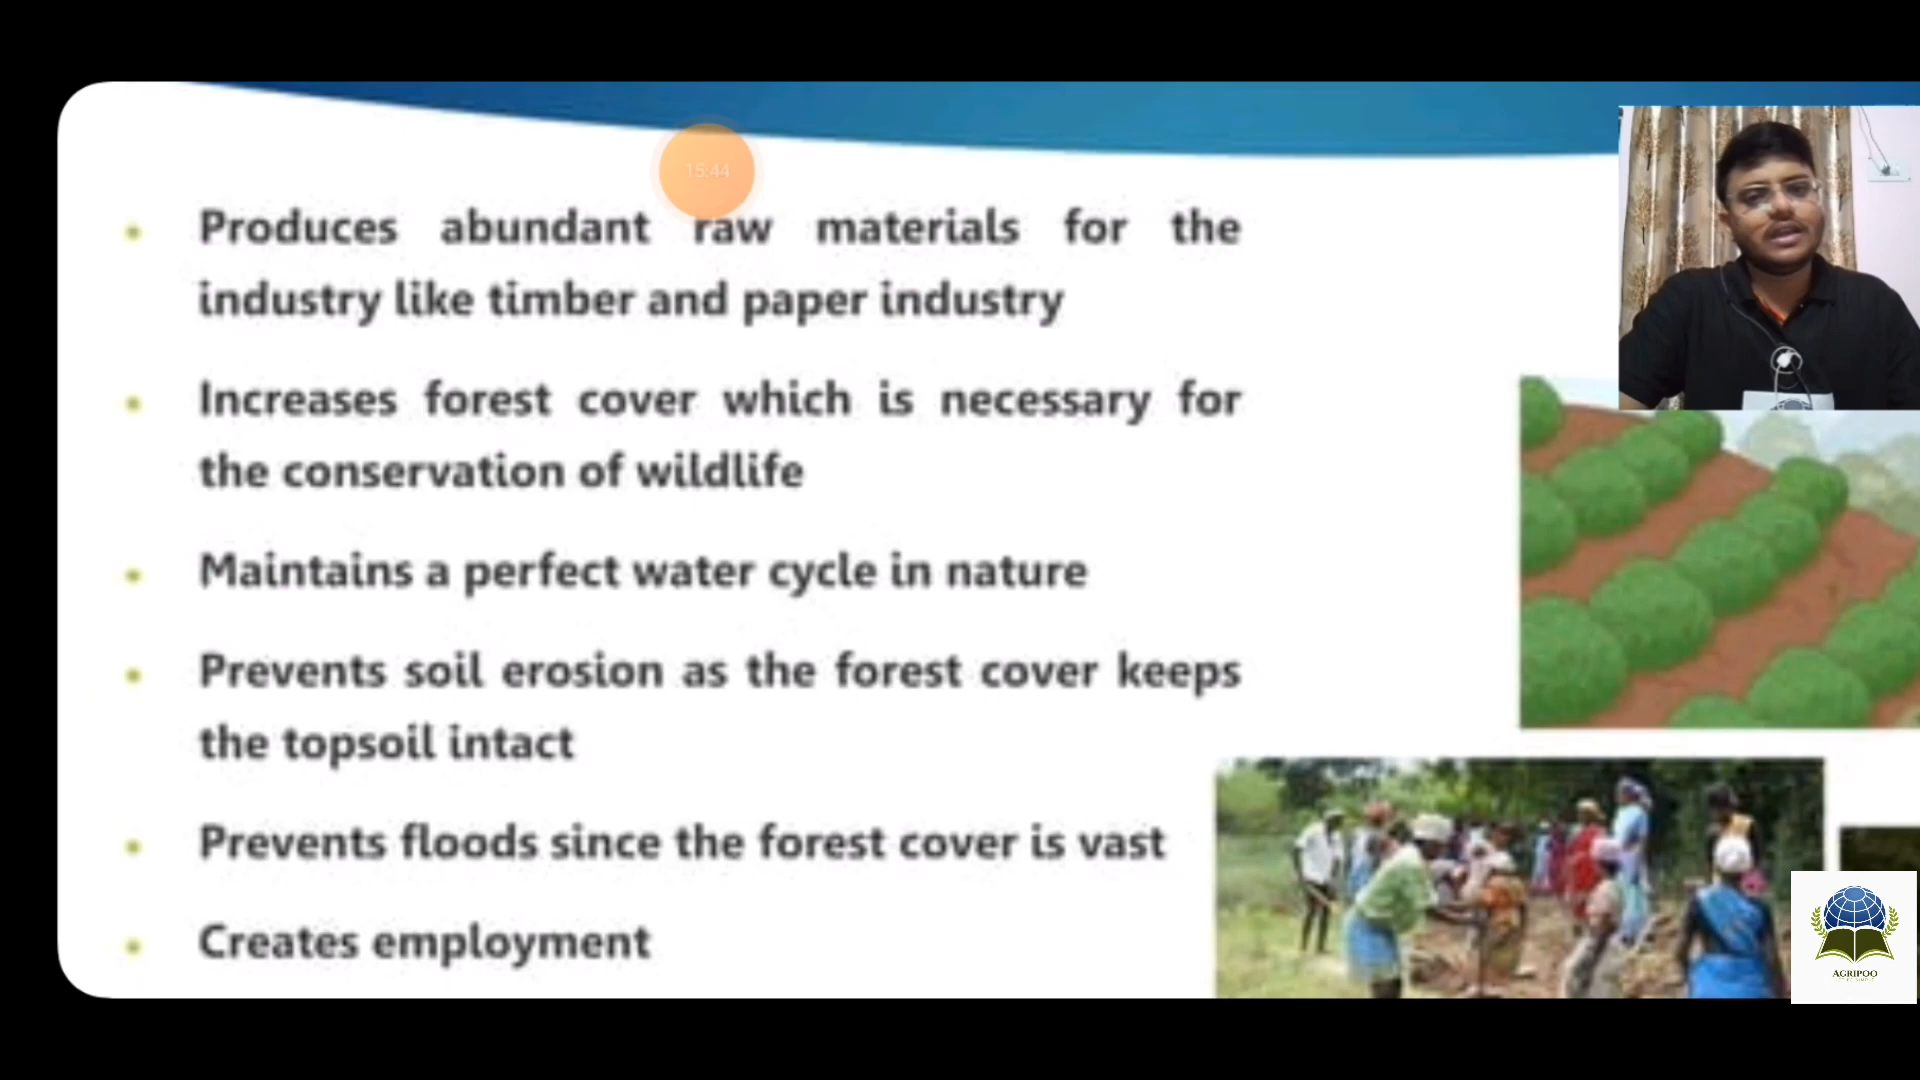 15:44
Produces abundant raw materials for the
industry like timber and paper industry
Increases forest cover which is necessary for
the conservation of wildlife
Maintains a perfect water cycle in nature
Prevents soil erosion as the forest cover keeps
the topsoil intact
Prevents floods since the forest cover is vast
Creates employment
AGRIPOO